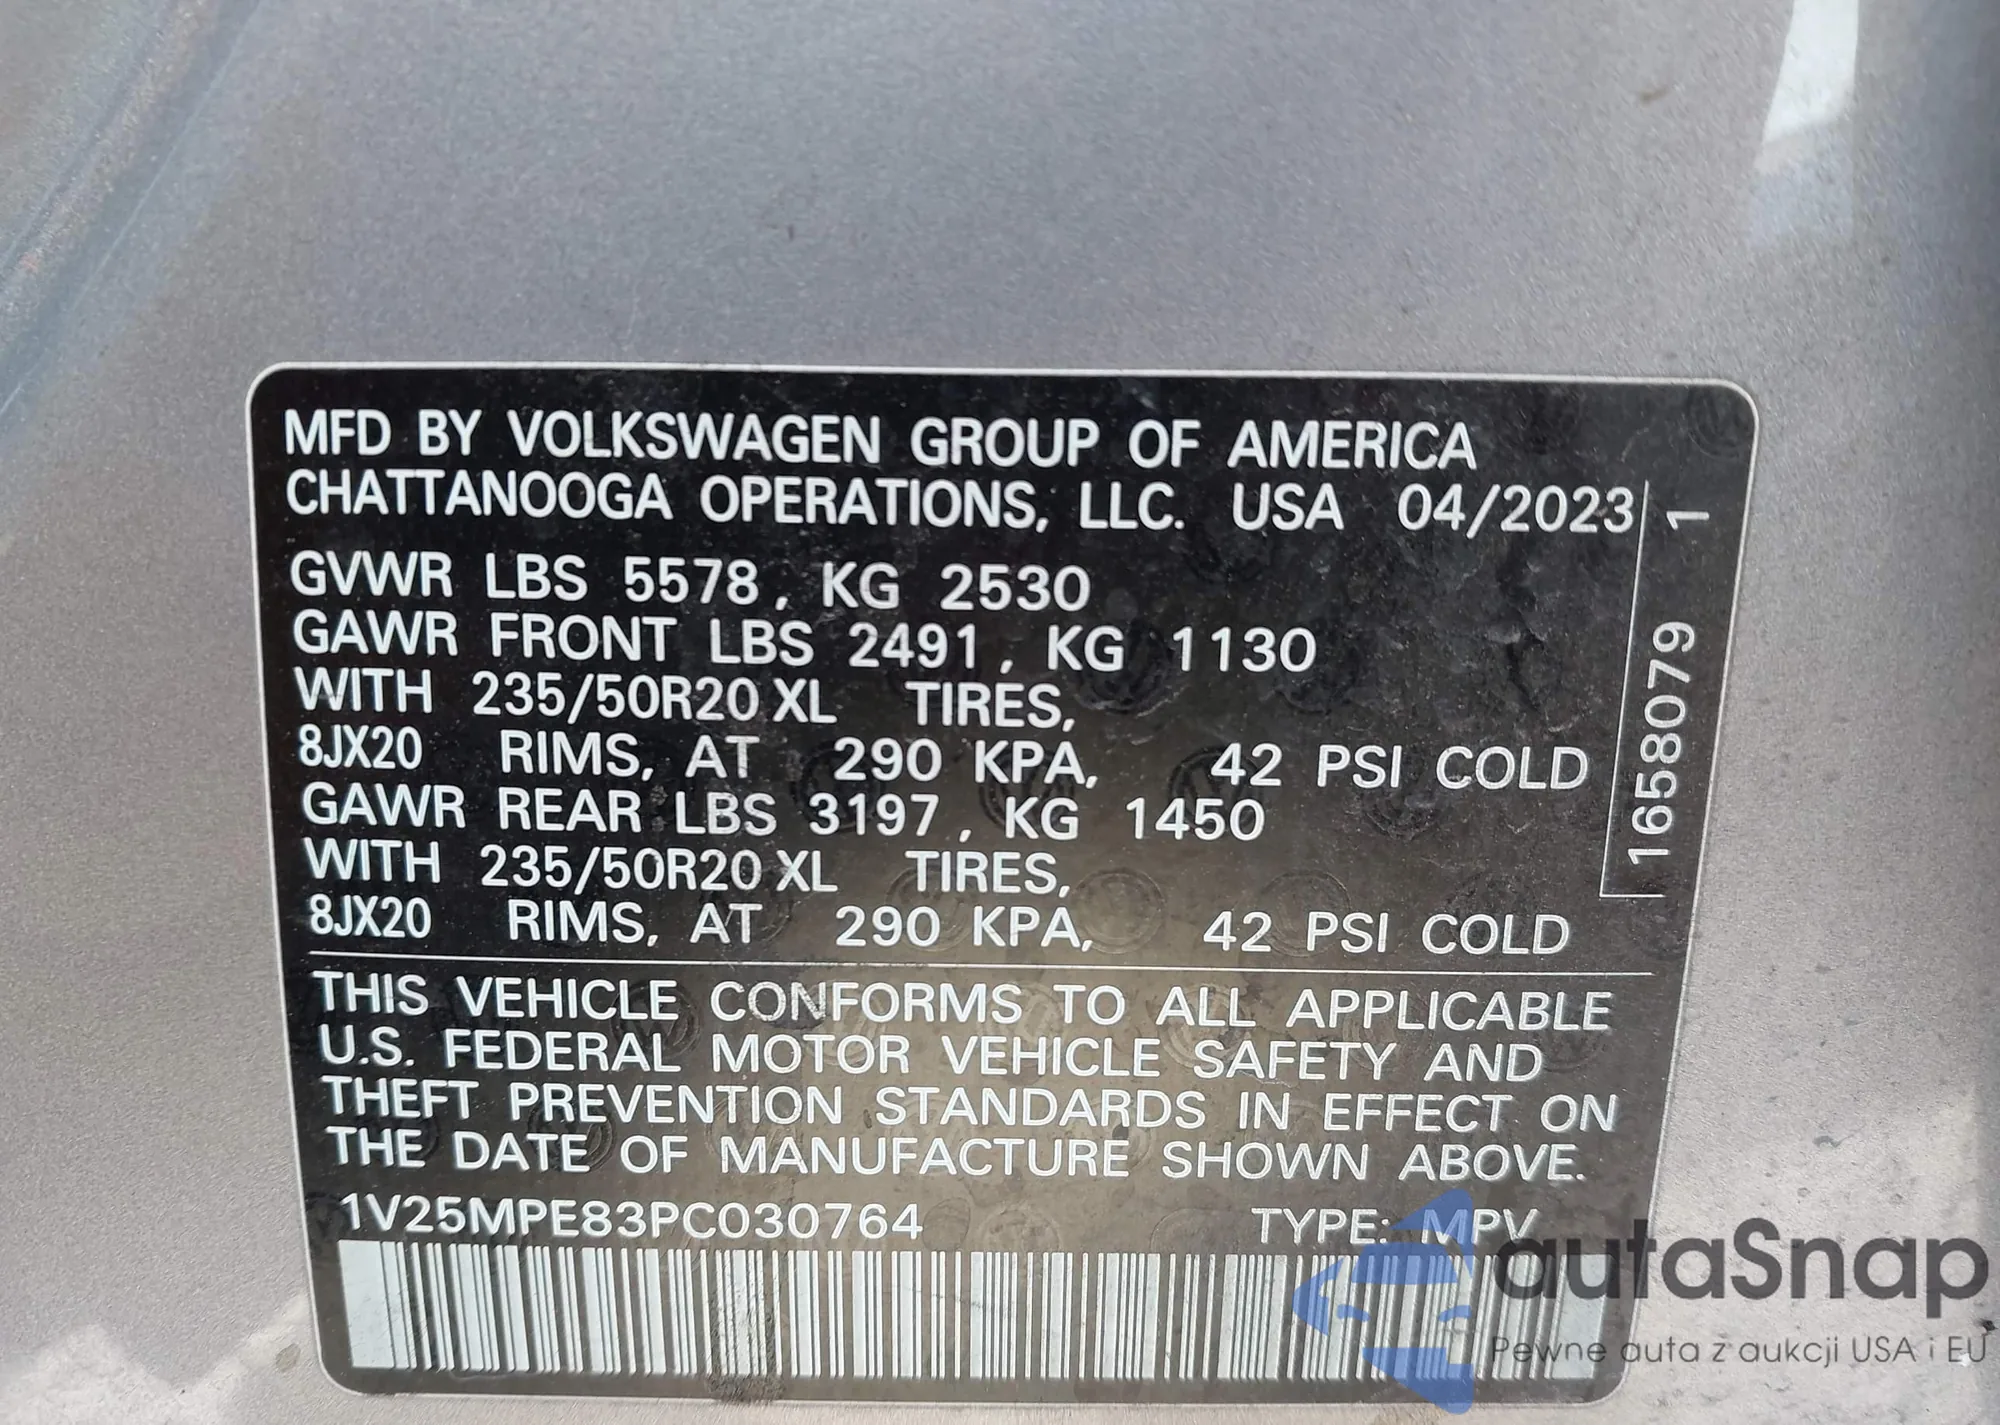 MFD BY VOLKSWAGEN GROUP OF AMERICA
CHATTANOOGA OPERATIONS, LLC. USA 04/2023
GVWR LBS 5578, KG 2530
GAWR FRONT LBS 2491, KG 1130
WITH 235/50R20 XL TIRES,
8JX20 RIMS, AT 290 KPA, 42 PSI COLD
GAWR REAR LBS 3197, KG 1450
WITH 235/50R20 XL TIRES,
8JX20 RIMS, AT 290 KPA, 42 PSI COLD
1658079 1
THIS VEHICLE CONFORMS TO ALL APPLICABLE
U.S. FEDERAL MOTOR VEHICLE SAFETY AND
THEFT PREVENTION STANDARDS IN EFFECT ON
THE DATE OF MANUFACTURE SHOWN ABOVE.
1V25MPE83PC030764 TYPE: MPV
autaSnap
Pewne auta z aukcji USA i EU